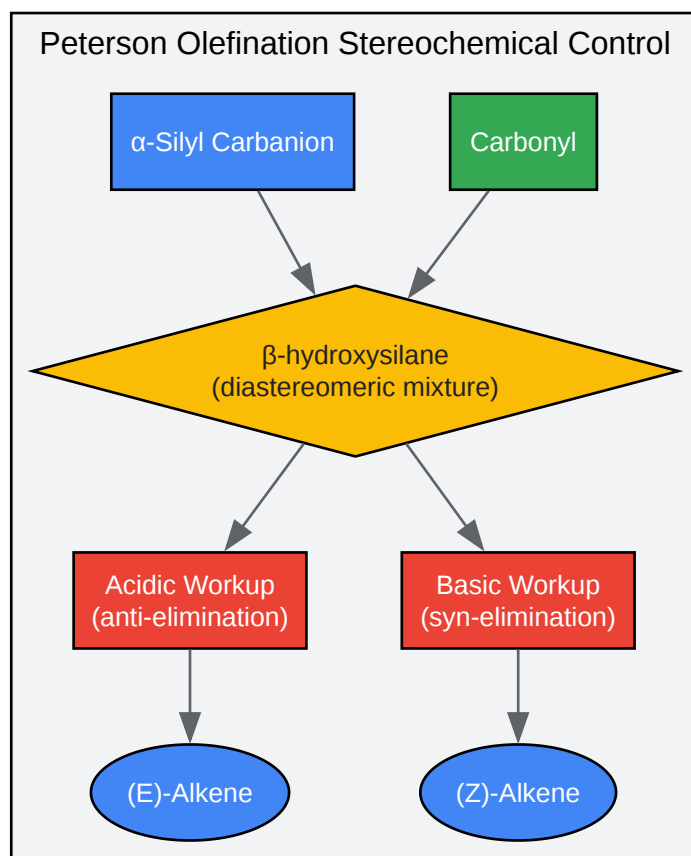 Peterson Olefination Stereochemical Control
α-Silyl Carbanion
Carbonyl
β-hydroxysilane
(diastereomeric mixture)
Acidic Workup
(anti-elimination)
Basic Workup
(syn-elimination)
(E)-Alkene
(Z)-Alkene